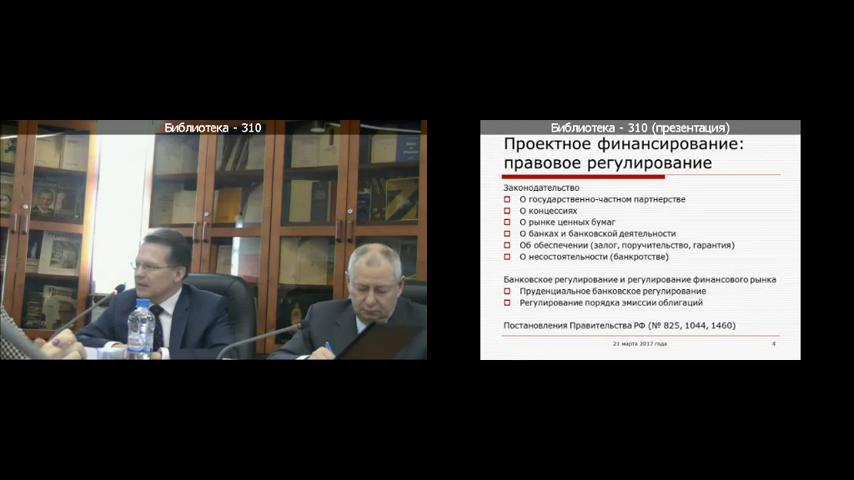 Библиотека - 310
Библиотека - 310 (презентация)
Проектное финансирование:
правовое регулирование
Законодательство
О государственно-частном партнерстве
О концессиях
О рынке ценных бумаг
О банках и банковской деятельности
Об обеспечении (залог, поручительство, гарантия)
О несостоятельности (банкротстве)
Банковское регулирование и регулирование финансового рынка
Пруденциальное банковское регулирование
Регулирование порядка эмиссии облигаций
Постановления Правительства РФ (№ 825, 1044, 1460)
21 марта 2017 года
4